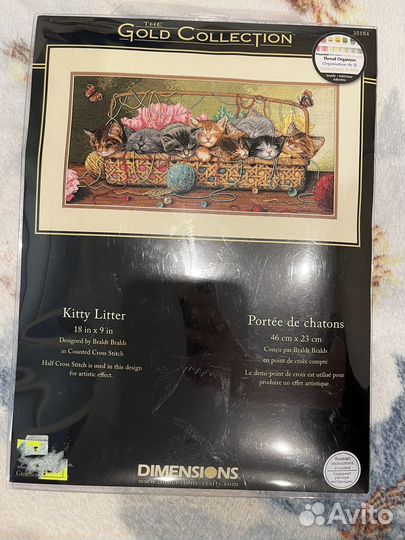 THE
GOLD COLLECTION
35184
Thread Organizer
Organisateur de fil
Kitty Litter
18 in x 9 in
Designed by Braldt Bralds
in Counted Cross Stitch
Half Cross Stitch is used in this design
for artistic effect.
Portée de chatons
46 cm x 23 cm
Conçu par Braldt Bralds
en point de croix compté
Le demi-point de croix est utilisé pour
produire un effet artistique.
DIMENSIONS
www.dimensions-crafts.com
Russian
Instructions
Included
Avito